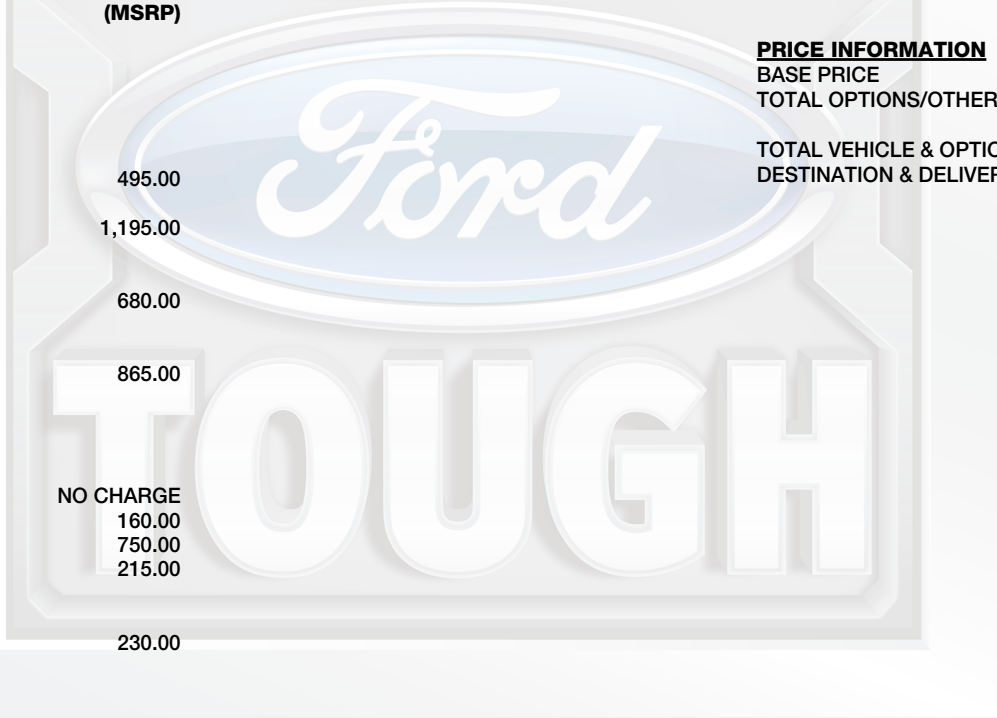 (MSRP)
495.00
1,195.00
680.00
865.00
NO CHARGE
160.00
750.00
215.00
230.00
PRICE INFORMATION
BASE PRICE
TOTAL OPTIONS/OTHER
TOTAL VEHICLE & OPTIO
DESTINATION & DELIVER
Ford
TOUGH